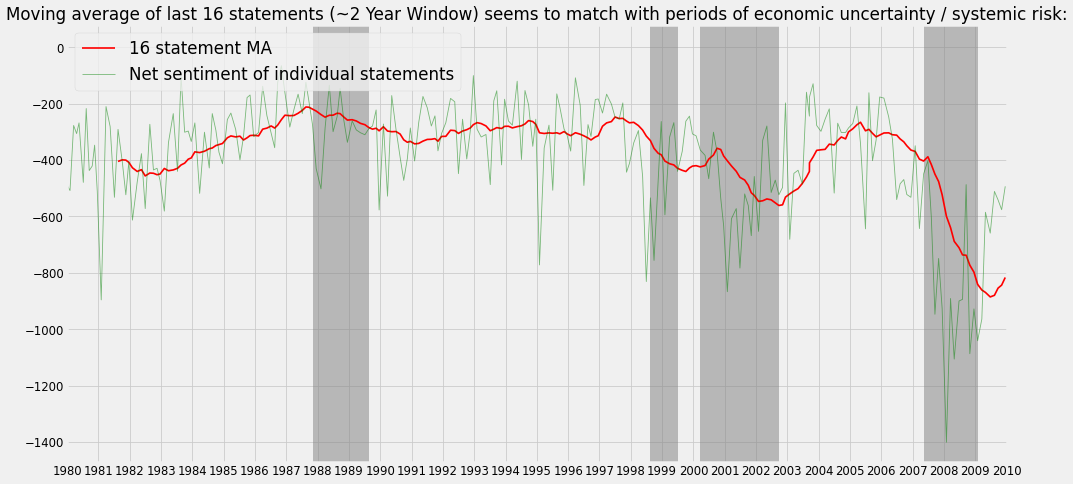 Moving average of last 16 statements (~2 Year Window) seems to match with periods of economic uncertainty / systemic risk:
16 statement MA
Net sentiment of individual statements
0
−200
−400
−600
−800
−1000
−1200
−1400
1980 1981 1982 1983 1984 1985 1986 1987 1988 1989 1990 1991 1992 1993 1994 1995 1996 1997 1998 1999 2000 2001 2002 2003 2004 2005 2006 2007 2008 2009 2010